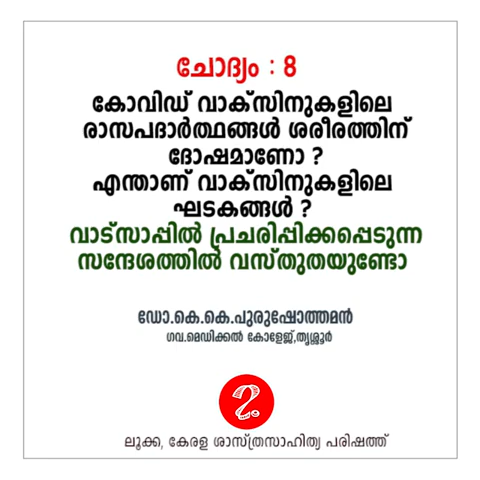 ചോദ്യം : 8
കോവിഡ് വാക്സിനുകളിലെ
രാസപദാർത്ഥങ്ങൾ ശരീരത്തിന്
ദോഷമാണോ ?
എന്താണ് വാക്സിനുകളിലെ
ഘടകങ്ങൾ ?
വാട്സാപ്പിൽ പ്രചരിപ്പിക്കപ്പെടുന്ന
സന്ദേശത്തിൽ വസ്തുതയുണ്ടോ
ഡോ.കെ.കെ.പുരുഷോത്തമൻ
ഗവ.മെഡിക്കൽ കോളേജ്,തൃശ്ശൂർ
ലൂക്ക, കേരള ശാസ്ത്രസാഹിത്യ പരിഷത്ത്